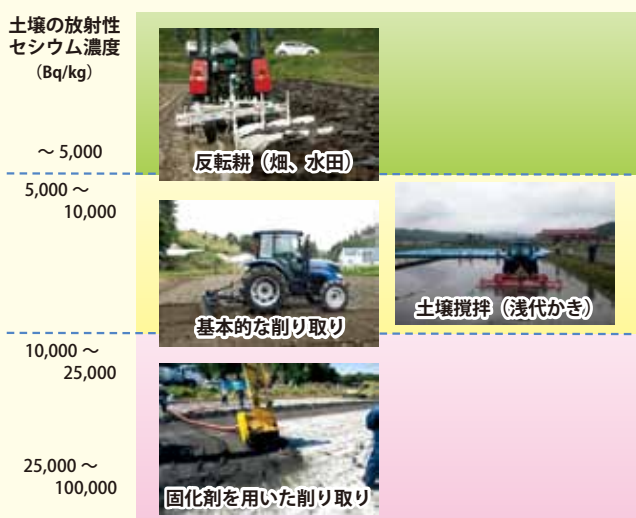 土壌の放射性
セシウム濃度
（Bq/kg）
～ 5,000
反転耕（畑、水田）
5,000 ～
10,000
基本的な削り取り
土壌撹拌（浅代かき）
10,000 ～
25,000
25,000 ～
100,000
固化剤を用いた削り取り